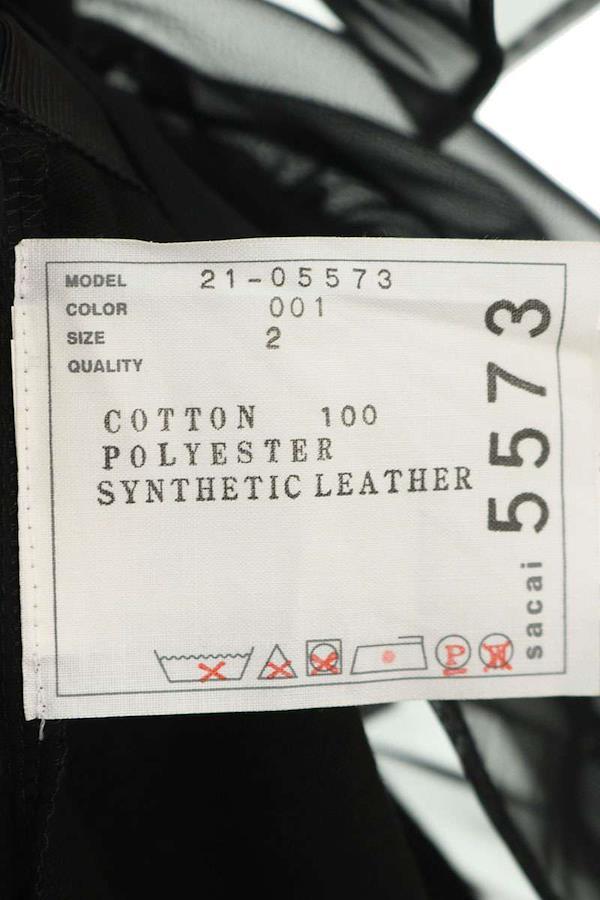 MODEL 21-05573
COLOR 001
SIZE 2
QUALITY
COTTON 100
POLYESTER
SYNTHETIC LEATHER
sacai 5573
P W